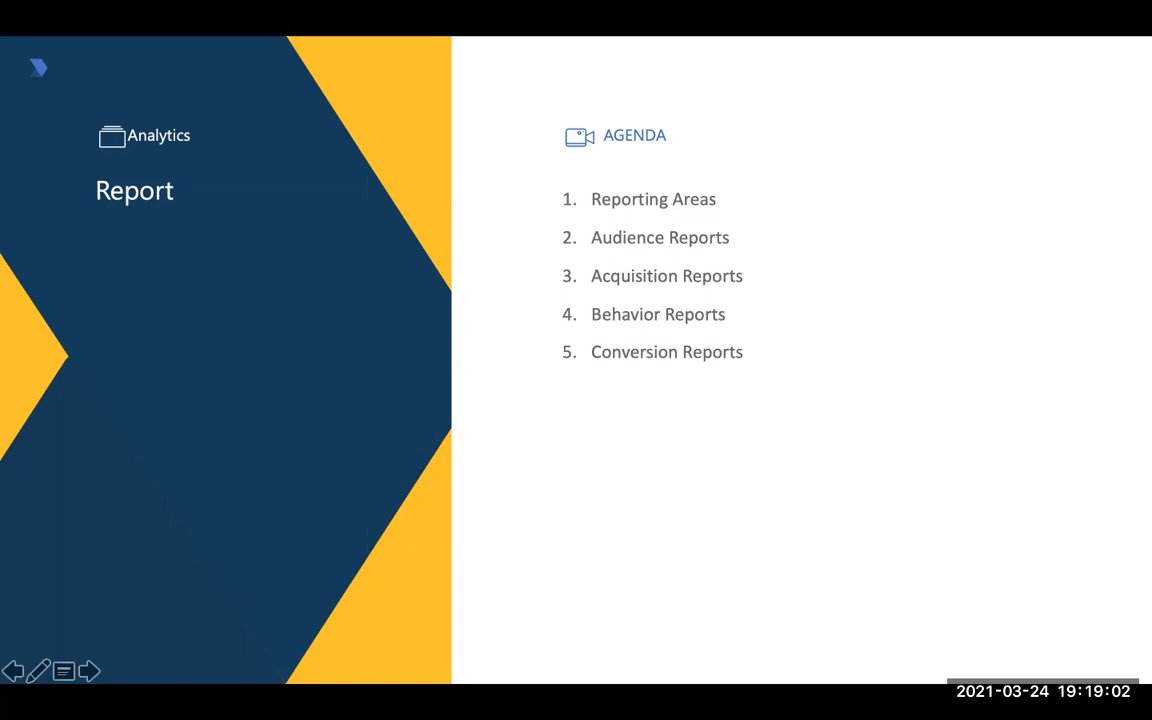 Analytics
Report
AGENDA
1. Reporting Areas
2. Audience Reports
3. Acquisition Reports
4. Behavior Reports
5. Conversion Reports
2021-03-24 19:19:02